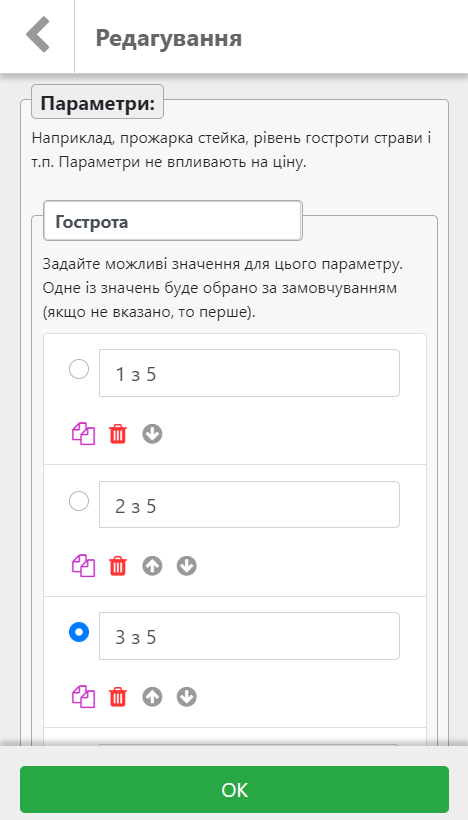 Редагування
Параметри:
Наприклад, прожарка стейка, рівень гостроти страви і
т.п. Параметри не впливають на ціну.
Гострота
Задайте можливі значення для цього параметру.
Одне із значень буде обрано за замовчуванням
(якщо не вказано, то перше).
1 з 5
2 з 5
3 з 5
ОК